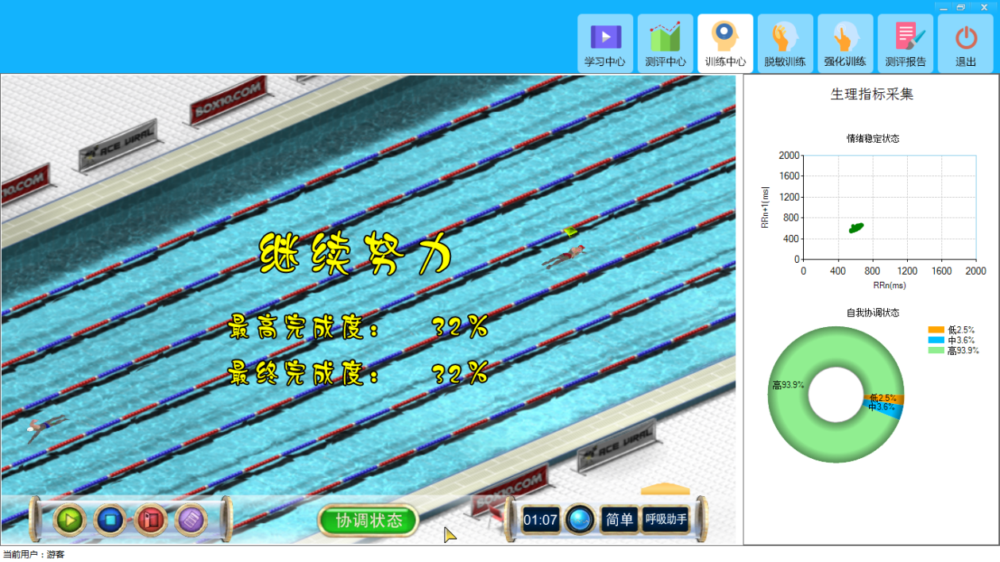 学习中心
测评中心
训练中心
脱敏训练
强化训练
测评报告
退出
BOX10.COM
ACE VIRAL
10.COM
继续努力
最高完成度： 32%
最终完成度： 32%
ACE VIRAL
BOX10.COM
协调状态
01:07
简单
呼吸助手
生理指标采集
情绪稳定状态
2000
1600
1200
800
400
0
RRn+1(ms)
0 400 800 1200 1600 2000
RRn(ms)
自我协调状态
低2.5%
中3.6%
高93.9%
高93.9%
低2.5%
中3.6%
当前用户：游客